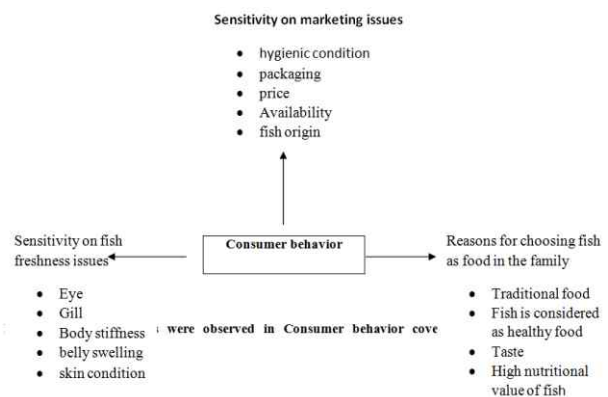 Sensitivity on marketing issues
• hygienic condition
• packaging
• price
• Availability
• fish origin
Consumer behavior
Sensitivity on fish
freshness issues
• Eye
• Gill
• Body stiffness
• belly swelling
• skin condition
were observed in Consumer behavior cove
Reasons for choosing fish
as food in the family
• Traditional food
• Fish is considered
as healthy food
• Taste
• High nutritional
value of fish